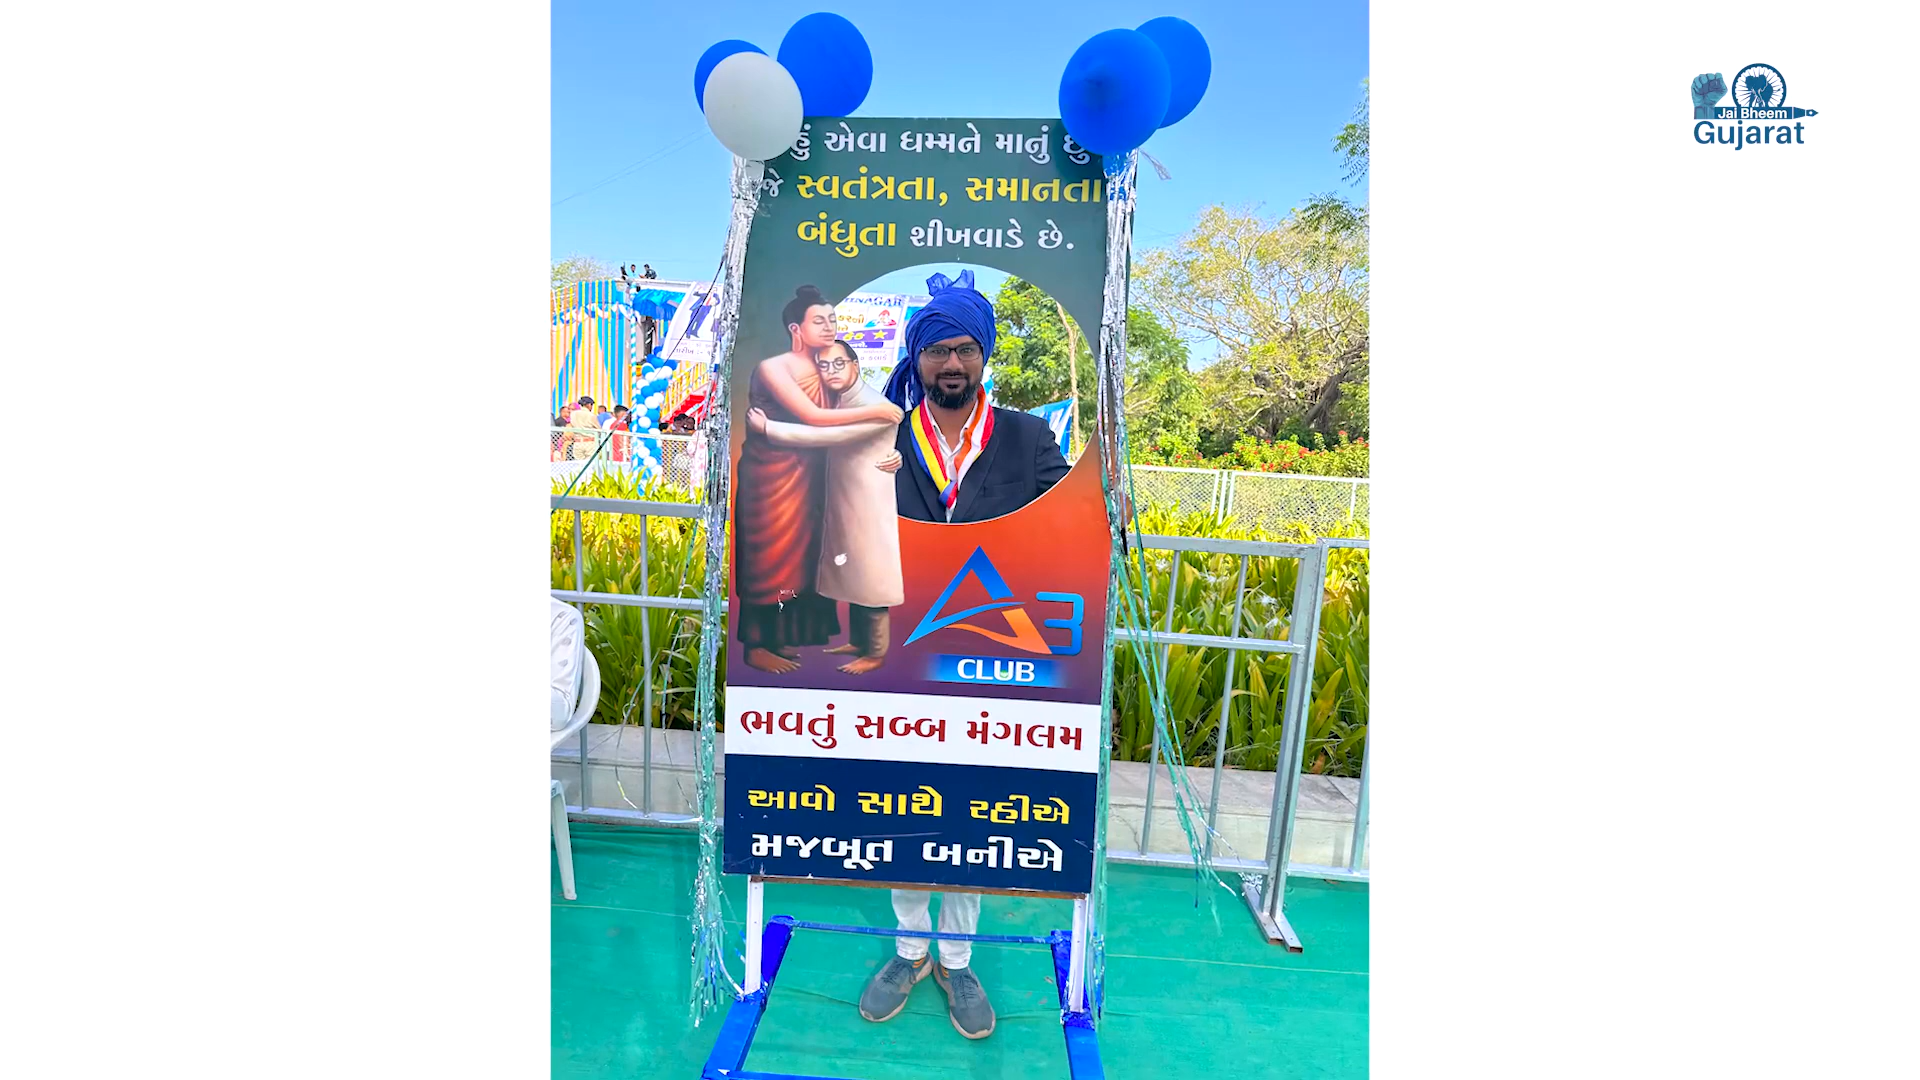 Jai Bheem
Gujarat
હું એવા ધમ્મને માનું છું
જે સ્વતંત્રતા, સમાનતા
બંધુતા શીખવાડે છે.
A3
CLUB
ભવતું સબ્બ મંગલમ
આવો સાથે રહીએ
મજબૂત બનીએ